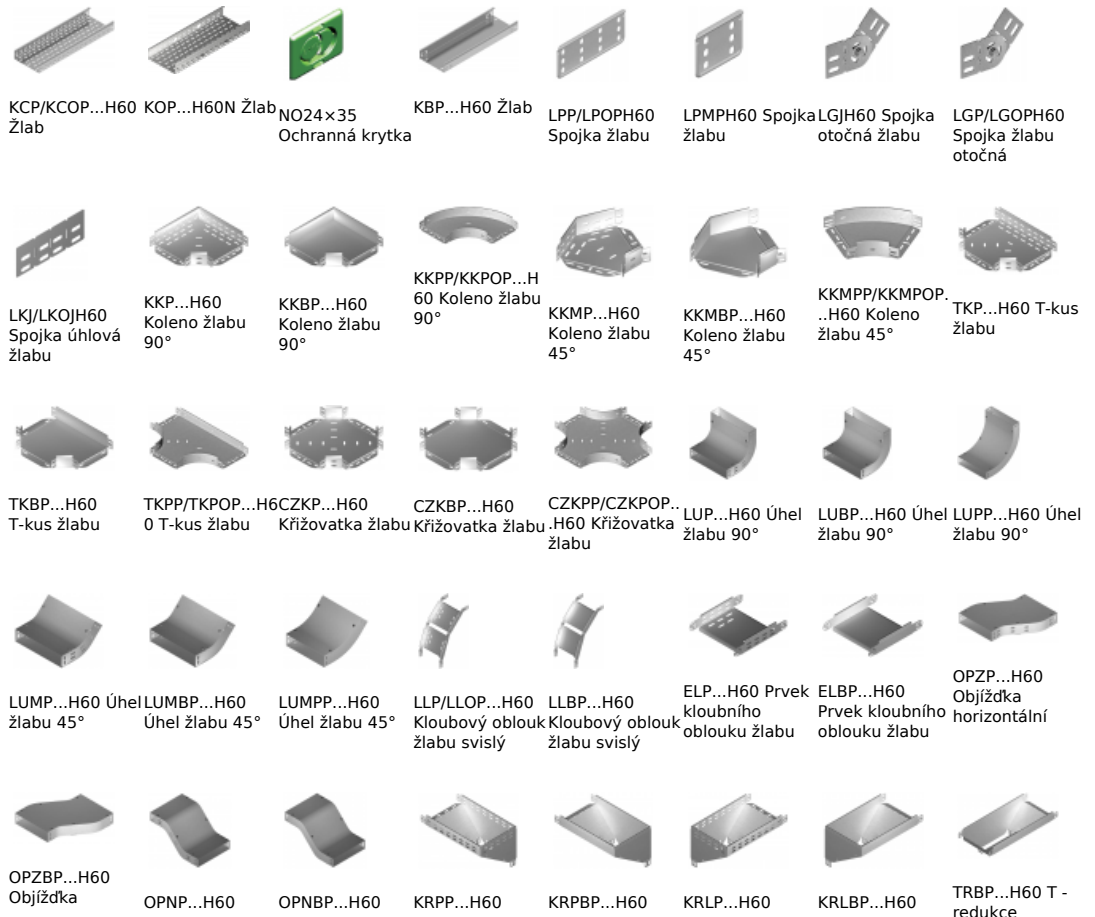 KCP/KCOP...H60
Žlab
KOP...H60N Žlab
NO24×35
Ochranná krytka
KBP...H60 Žlab
LPP/LPOPH60
Spojka žlabu
LPMPH60 Spojka
žlabu
LGJH60 Spojka
otočná žlabu
LGP/LGOPH60
Spojka žlabu
otočná
LKJ/LKOJH60
Spojka úhlová
žlabu
KKP...H60
Koleno žlabu
90°
KKBP...H60
Koleno žlabu
90°
KKPP/KKPOP...H
60 Koleno žlabu
90°
KKMP...H60
Koleno žlabu
45°
KKMBP...H60
Koleno žlabu
45°
KKMPP/KKMPOP.
..H60 Koleno
žlabu 45°
TKP...H60 T-kus
žlabu
TKBP...H60
T-kus žlabu
TKPP/TKPOP...H6
0 T-kus žlabu
CZKP...H60
Křižovatka žlabu
CZKBP...H60
Křižovatka žlabu
CZKPP/CZKPOP..
.H60 Křižovatka
žlabu
LUP...H60 Úhel
žlabu 90°
LUBP...H60 Úhel
žlabu 90°
LUPP...H60 Úhel
žlabu 90°
LUMP...H60 Úhel
žlabu 45°
LUMBP...H60
Úhel žlabu 45°
LUMPP...H60
Úhel žlabu 45°
LLP/LLOP...H60
Kloubový oblouk
žlabu svislý
LLBP...H60
Kloubový oblouk
žlabu svislý
ELP...H60 Prvek
kloubního
oblouku žlabu
ELBP...H60
Prvek kloubního
oblouku žlabu
OPZP...H60
Objížďka
horizontální
OPZBP...H60
Objížďka
OPNP...H60
OPNBP...H60
KRPP...H60
KRPBP...H60
KRLP...H60
KRLBP...H60
TRBP...H60 T -
redukce